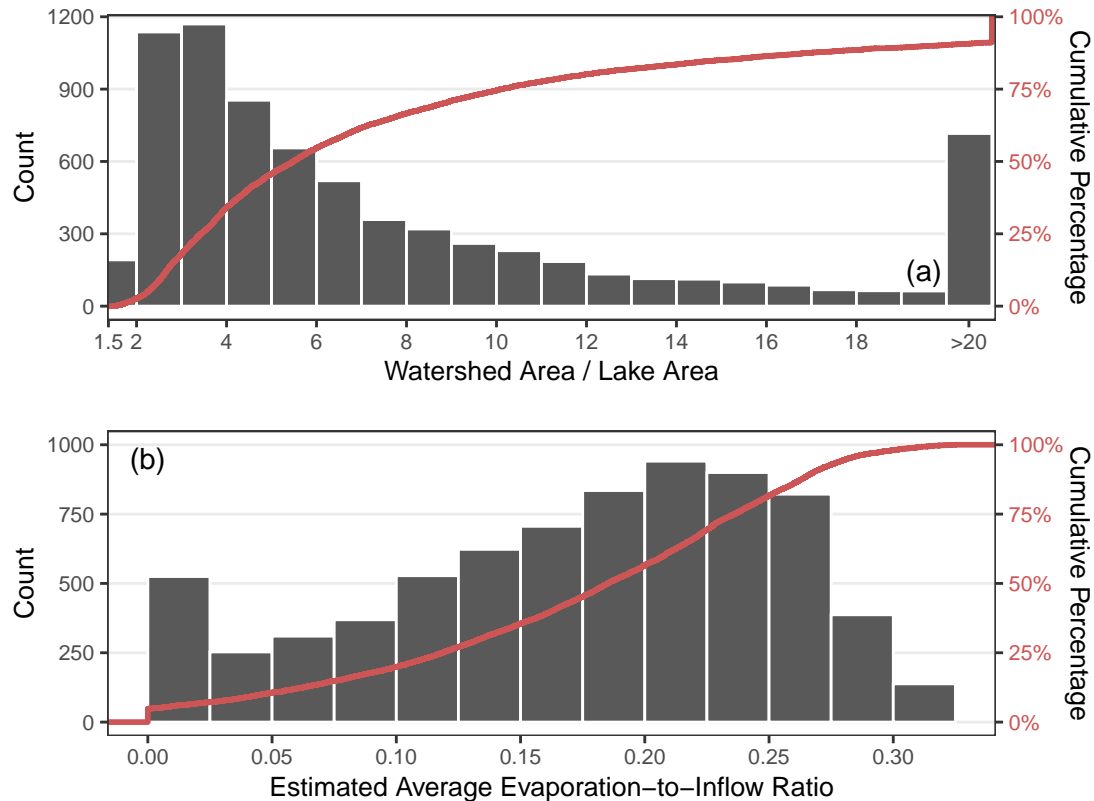 1200
900
600
300
0
Count
100%
75%
50%
25%
0%
Cumulative Percentage
(a)
1.5 2 4 6 8 10 12 14 16 18 >20
Watershed Area / Lake Area
1000
750
500
250
0
Count
(b)
100%
75%
50%
25%
0%
Cumulative Percentage
0.00 0.05 0.10 0.15 0.20 0.25 0.30
Estimated Average Evaporation−to−Inflow Ratio